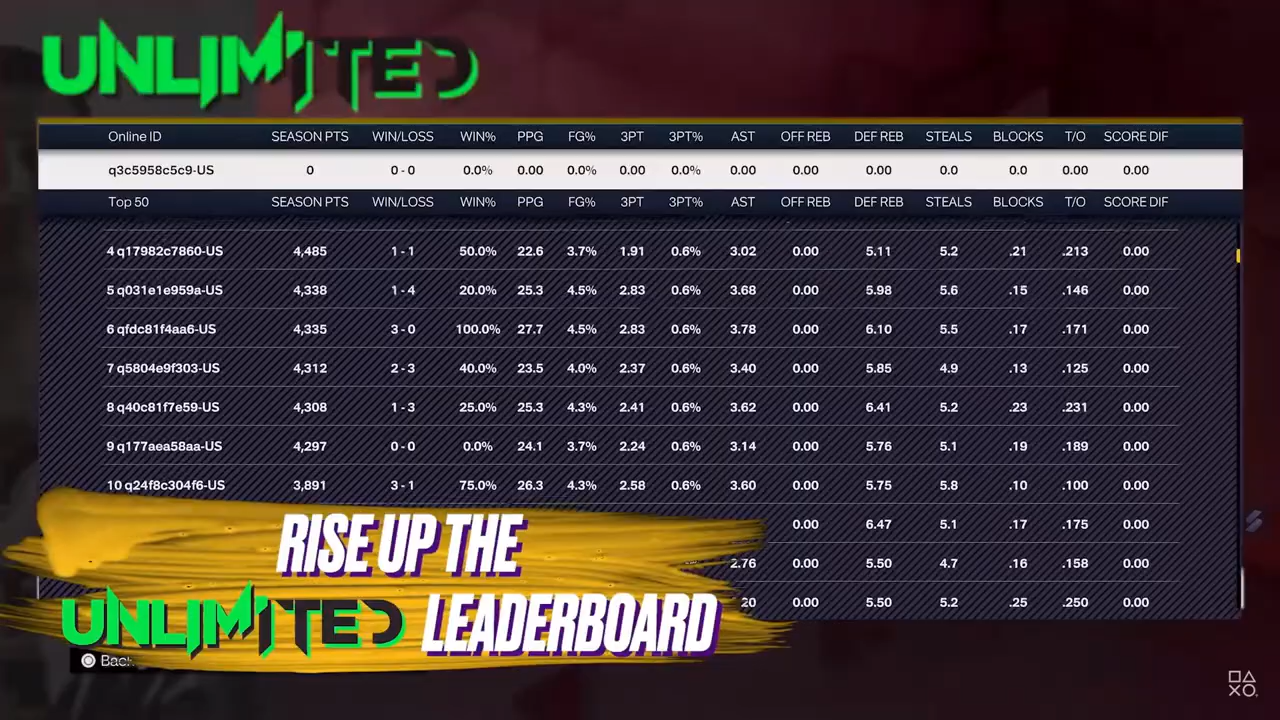 UNLIMITED
Online ID SEASON PTS WIN/LOSS WIN% PPG FG% 3PT 3PT% AST OFF REB DEF REB STEALS BLOCKS T/O SCORE DIF
q3c5958c5c9-US 0 0 - 0 0.0% 0.00 0.0% 0.00 0.0% 0.00 0.00 0.00 0.0 0.0 0.00 0.00
Top 50 SEASON PTS WIN/LOSS WIN% PPG FG% 3PT 3PT% AST OFF REB DEF REB STEALS BLOCKS T/O SCORE DIF
4 q17982c7860-US 4,485 1 - 1 50.0% 22.6 3.7% 1.91 0.6% 3.02 0.00 5.11 5.2 .21 .213 0.00
5 q031e1e959a-US 4,338 1 - 4 20.0% 25.3 4.5% 2.83 0.6% 3.68 0.00 5.98 5.6 .15 .146 0.00
6 qfdc81f4aa6-US 4,335 3 - 0 100.0% 27.7 4.5% 2.83 0.6% 3.78 0.00 6.10 5.5 .17 .171 0.00
7 q5804e9f303-US 4,312 2 - 3 40.0% 23.5 4.0% 2.37 0.6% 3.40 0.00 5.85 4.9 .13 .125 0.00
8 q40c81f7e59-US 4,308 1 - 3 25.0% 25.3 4.3% 2.41 0.6% 3.62 0.00 6.41 5.2 .23 .231 0.00
9 q177aea58aa-US 4,297 0 - 0 0.0% 24.1 3.7% 2.24 0.6% 3.14 0.00 5.76 5.1 .19 .189 0.00
10 q24f8c304f6-US 3,891 3 - 1 75.0% 26.3 4.3% 2.58 0.6% 3.60 0.00 5.75 5.8 .10 .100 0.00
0.00 6.47 5.1 .17 .175 0.00
2.76 0.00 5.50 4.7 .16 .158 0.00
20 0.00 5.50 5.2 .25 .250 0.00
RISE UP THE
UNLIMITED LEADERBOARD
Back